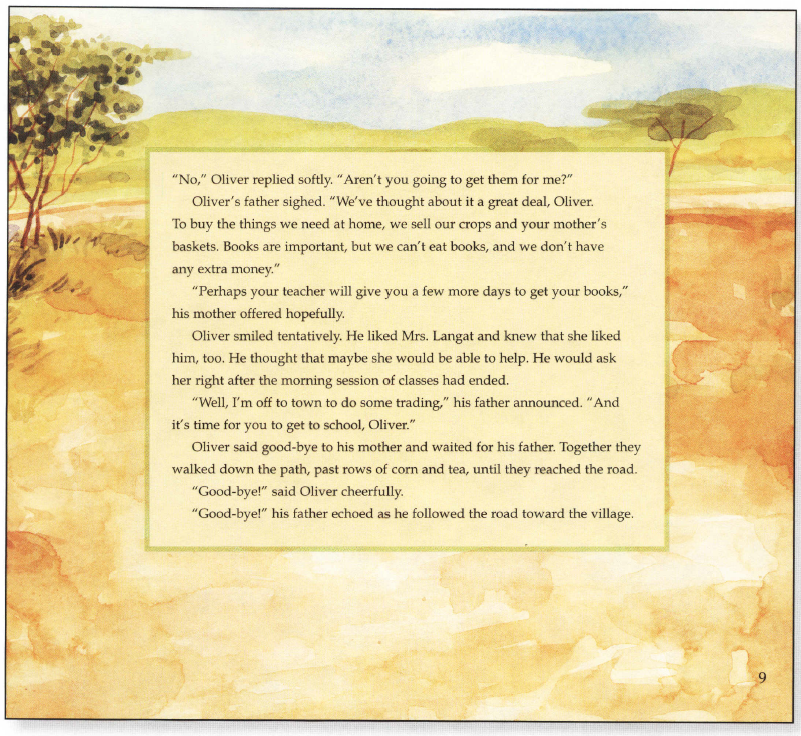 “No,” Oliver replied softly. “Aren’t you going to get them for me?”
Oliver’s father sighed. “We’ve thought about it a great deal, Oliver.
To buy the things we need at home, we sell our crops and your mother’s
baskets. Books are important, but we can’t eat books, and we don’t have
any extra money.”
“Perhaps your teacher will give you a few more days to get your books,”
his mother offered hopefully.
Oliver smiled tentatively. He liked Mrs. Langat and knew that she liked
him, too. He thought that maybe she would be able to help. He would ask
her right after the morning session of classes had ended.
“Well, I’m off to town to do some trading,” his father announced. “And
it’s time for you to get to school, Oliver.”
Oliver said good-bye to his mother and waited for his father. Together they
walked down the path, past rows of corn and tea, until they reached the road.
“Good-bye!” said Oliver cheerfully.
“Good-bye!” his father echoed as he followed the road toward the village.
9